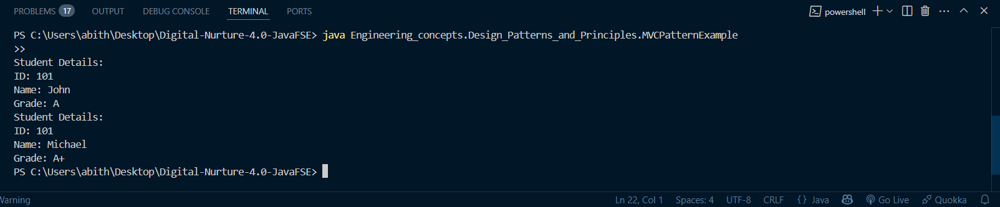 PROBLEMS 17 OUTPUT DEBUG CONSOLE TERMINAL PORTS powershell
PS C:\Users\abith\Desktop\Digital-Nurture-4.0-JavaFSE> java Engineering_concepts.Design_Patterns_and_Principles.MVCPatternExample
>>
Student Details:
ID: 101
Name: John
Grade: A
Student Details:
ID: 101
Name: Michael
Grade: A+
PS C:\Users\abith\Desktop\Digital-Nurture-4.0-JavaFSE>
Warning Ln 22, Col 1 Spaces: 4 UTF-8 CRLF {} Java Go Live Quokka